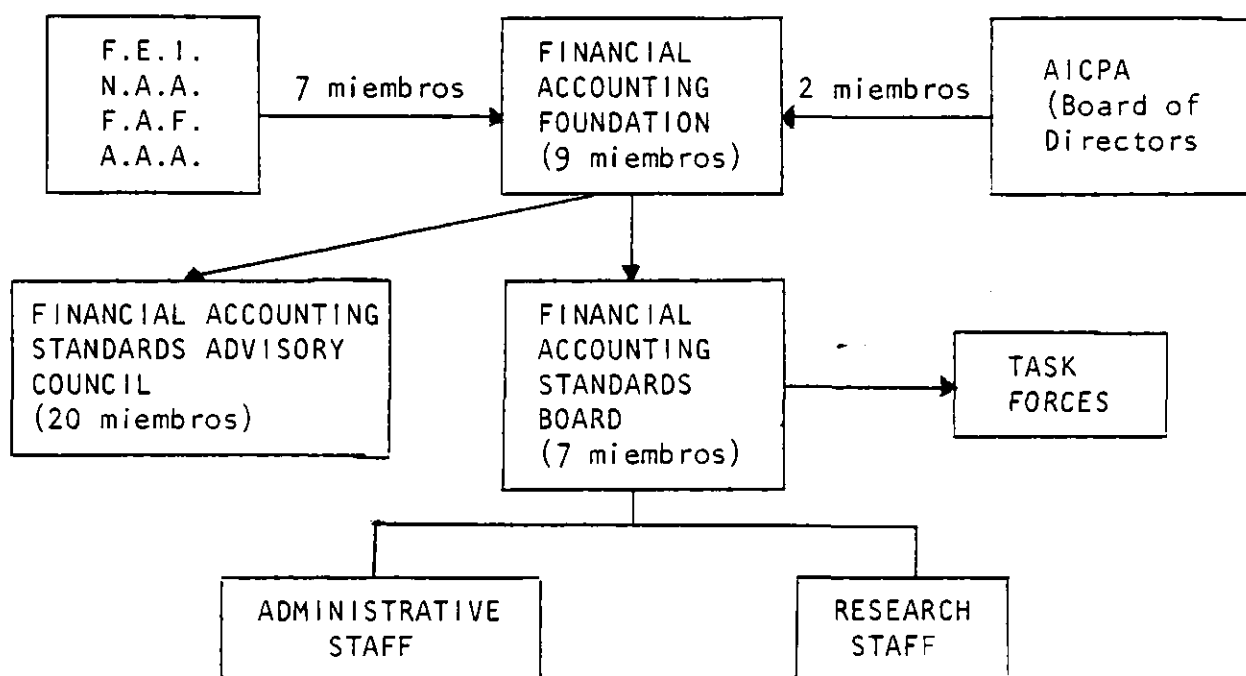 F.E.I.
N.A.A.
F.A.F.
A.A.A.
7 miembros
FINANCIAL
ACCOUNTING
FOUNDATION
(9 miembros)
2 miembros
AICPA
(Board of
Directors
FINANCIAL ACCOUNTING
STANDARDS ADVISORY
COUNCIL
(20 miembros)
FINANCIAL
ACCOUNTING
STANDARDS
BOARD
(7 miembros)
TASK
FORCES
ADMINISTRATIVE
STAFF
RESEARCH
STAFF